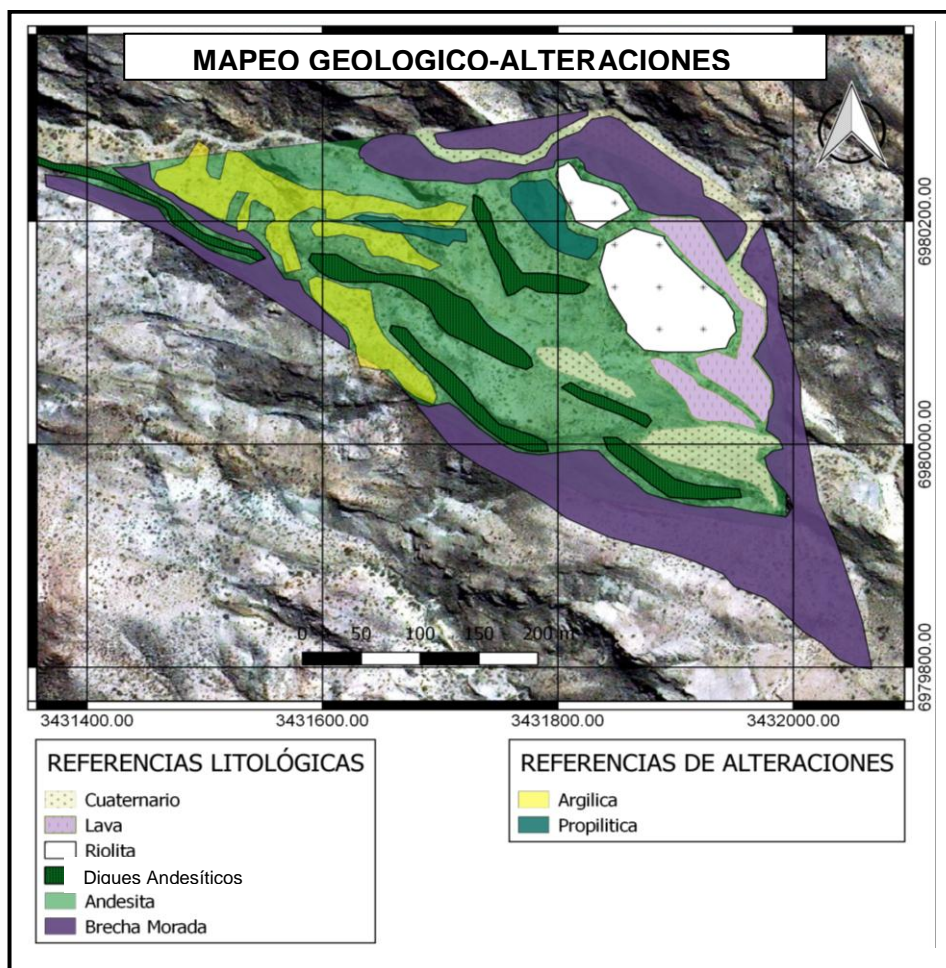 MAPEO GEOLOGICO-ALTERACIONES
6980200.00
6980000.00
6979800.00
0 50 100 150 200 m
3431400.00 3431600.00 3431800.00 3432000.00
REFERENCIAS LITOLÓGICAS
Cuaternario
Lava
Riolita
Diques Andesíticos
Andesita
Brecha Morada
REFERENCIAS DE ALTERACIONES
Argilica
Propilitica